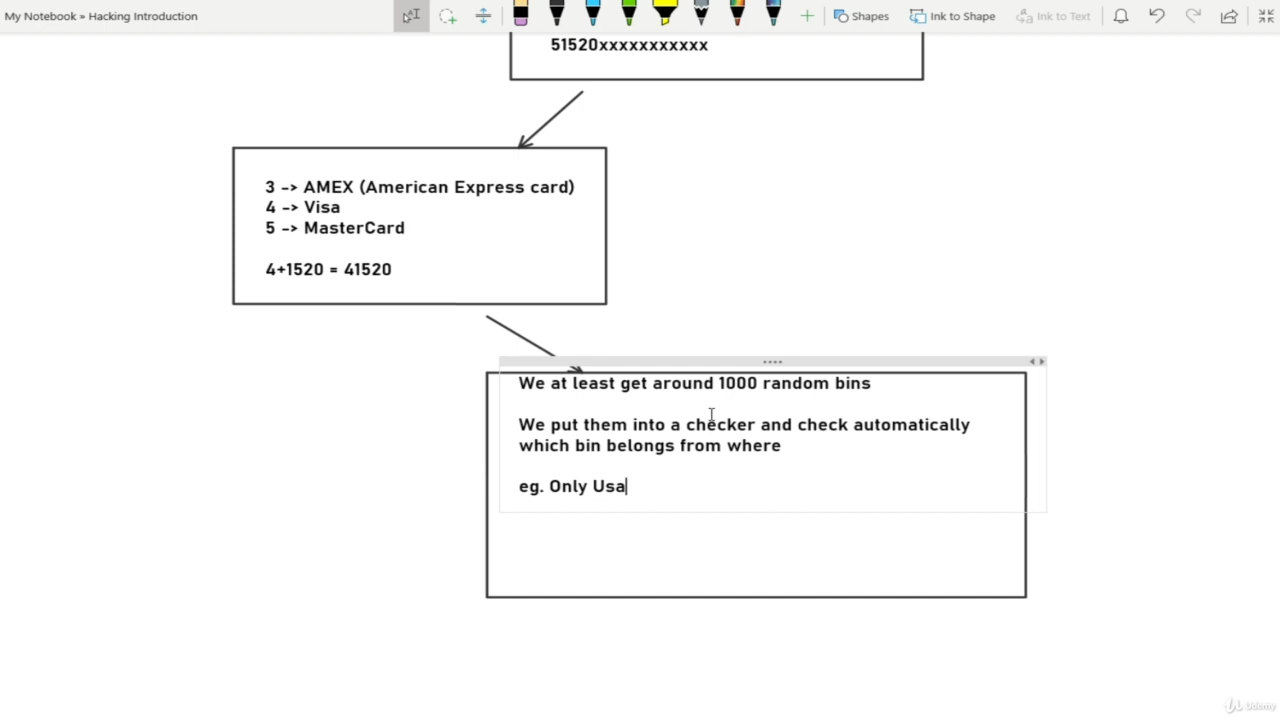 My Notebook » Hacking Introduction
Shapes
Ink to Shape
Ink to Text
51520xxxxxxxxxxx
3 -> AMEX (American Express card)
4 -> Visa
5 -> MasterCard
4+1520 = 41520
We at least get around 1000 random bins
We put them into a checker and check automatically
which bin belongs from where
eg. Only Usa
Udemy